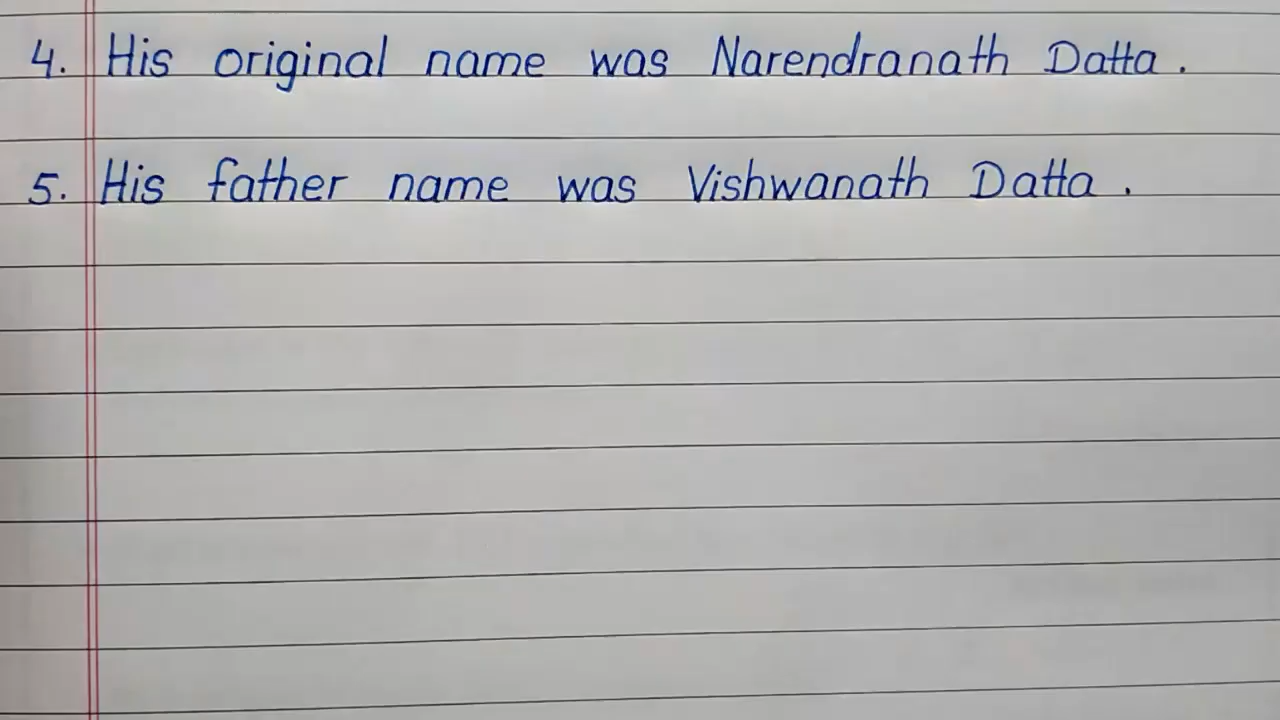 4. His original name was Narendranath Datta.
5. His father name was Vishwanath Datta.